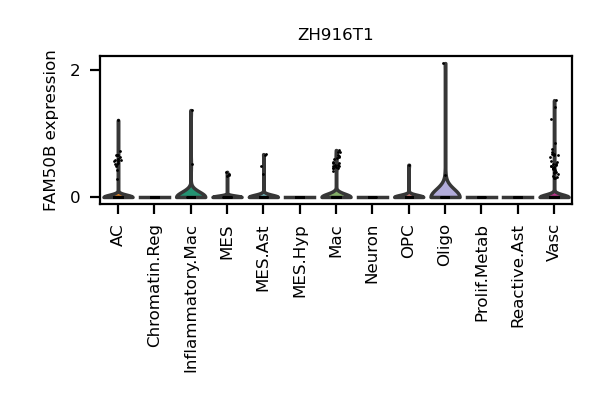 ZH916T1
FAM50B expression
2
0
AC
Chromatin.Reg
Inflammatory.Mac
MES
MES.Ast
MES.Hyp
Mac
Neuron
OPC
Oligo
Prolif.Metab
Reactive.Ast
Vasc